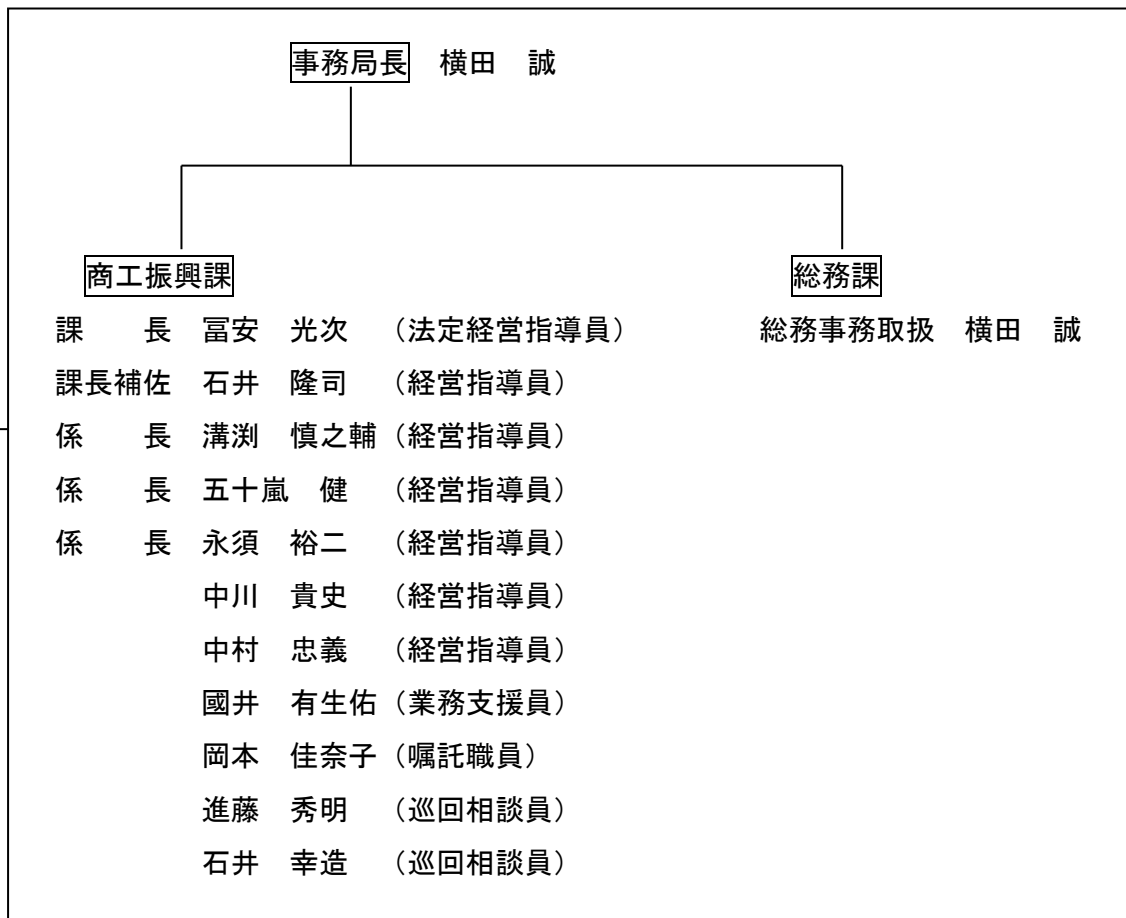 事務局長　横田　誠
商工振興課
課　　長　冨安　光次　（法定経営指導員）
課長補佐　石井　隆司　（経営指導員）
係　　長　溝渕　慎之輔（経営指導員）
係　　長　五十嵐　健　（経営指導員）
係　　長　永須　裕二　（経営指導員）
中川　貴史　（経営指導員）
中村　忠義　（経営指導員）
國井　有生佑（業務支援員）
岡本　佳奈子（嘱託職員）
進藤　秀明　（巡回相談員）
石井　幸造　（巡回相談員）
総務課
総務事務取扱　横田　誠